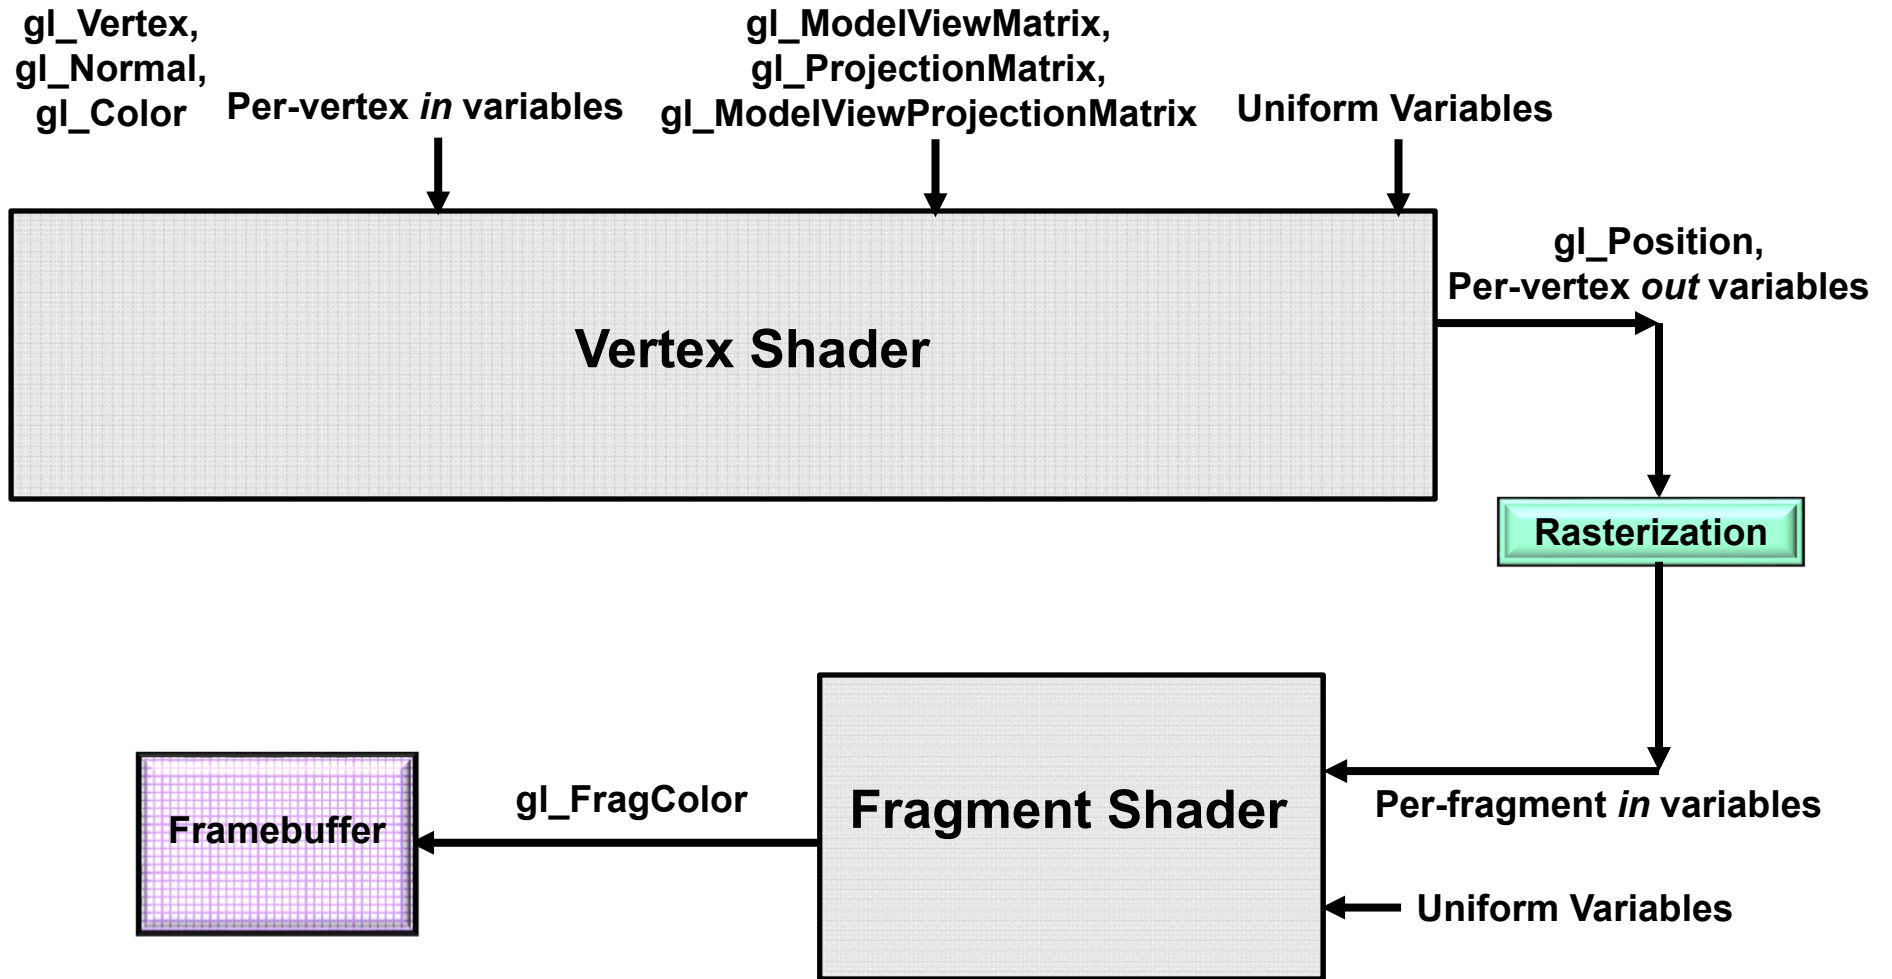 gl_Vertex,
gl_Normal,
gl_Color
Per-vertex in variables
gl_ModelViewMatrix,
gl_ProjectionMatrix,
gl_ModelViewProjectionMatrix
Uniform Variables
gl_Position,
Per-vertex out variables
Vertex Shader
Rasterization
Per-fragment in variables
Uniform Variables
Fragment Shader
gl_FragColor
Framebuffer